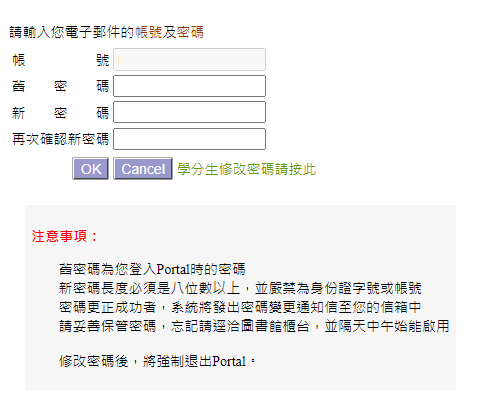 請輸入您電子郵件的帳號及密碼
帳 號
舊 密 碼
新 密 碼
再次確認新密碼
OK Cancel 學分生修改密碼請按此
注意事項：
舊密碼為您登入Portal時的密碼
新密碼長度必須是八位數以上，並嚴禁為身份證字號或帳號
密碼更正成功者，系統將發出密碼變更通知信至您的信箱中
請妥善保管密碼，忘記請逕洽圖書館櫃台，並隔天中午始能啟用
修改密碼後，將強制退出Portal。